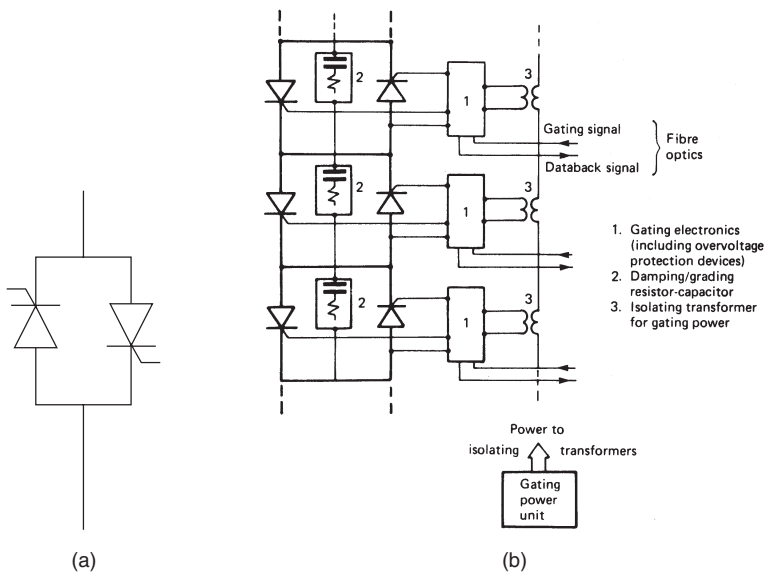 2
3
1
Gating signal
Databack signal
Fibre
optics
2
3
1
2
3
1
1. Gating electronics
(including overvoltage
protection devices)
2. Damping/grading
resistor-capacitor
3. Isolating transformer
for gating power
Power to
isolating transformers
Gating
power
unit
(a)
(b)